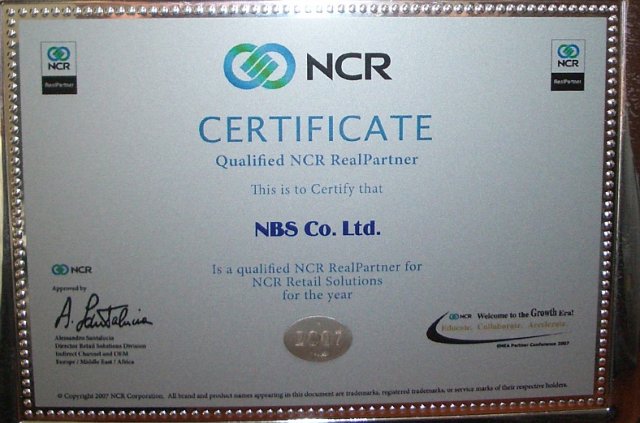 NCR
NCR
RealPartner
NCR
RealPartner
CERTIFICATE
Qualified NCR RealPartner
This is to Certify that
NBS Co. Ltd.
Is a qualified NCR RealPartner for
NCR Retail Solutions
for the year
2007
NCR
Approved by
A. Santalucia
Alessandro Santalucia
Director Retail Solutions Division
Indirect Channel and OEM
Europe / Middle East / Africa
NCR Welcome to the Growth Era!
Educate. Collaborate. Accelerate.
EMEA Partner Conference 2007
© Copyright 2007 NCR Corporation. All brand and product names appearing in this document are trademarks, registered trademarks, or service marks of their respective holders.